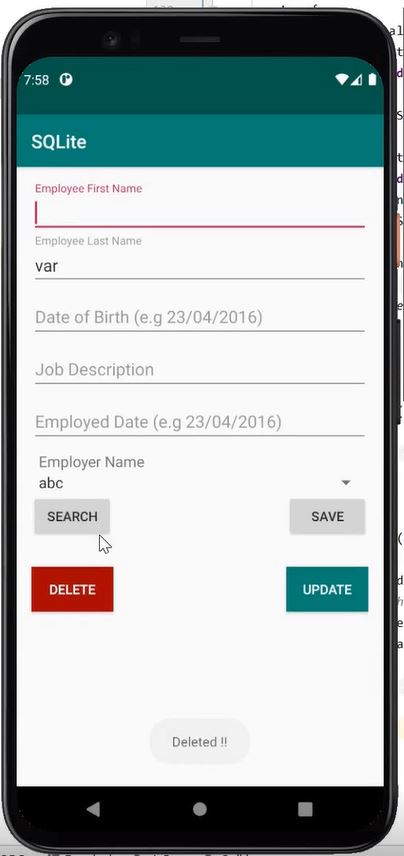 7:58
SQLite
Employee First Name
Employee Last Name
var
Date of Birth (e.g 23/04/2016)
Job Description
Employed Date (e.g 23/04/2016)
Employer Name
abc
SEARCH
SAVE
DELETE
UPDATE
Deleted !!